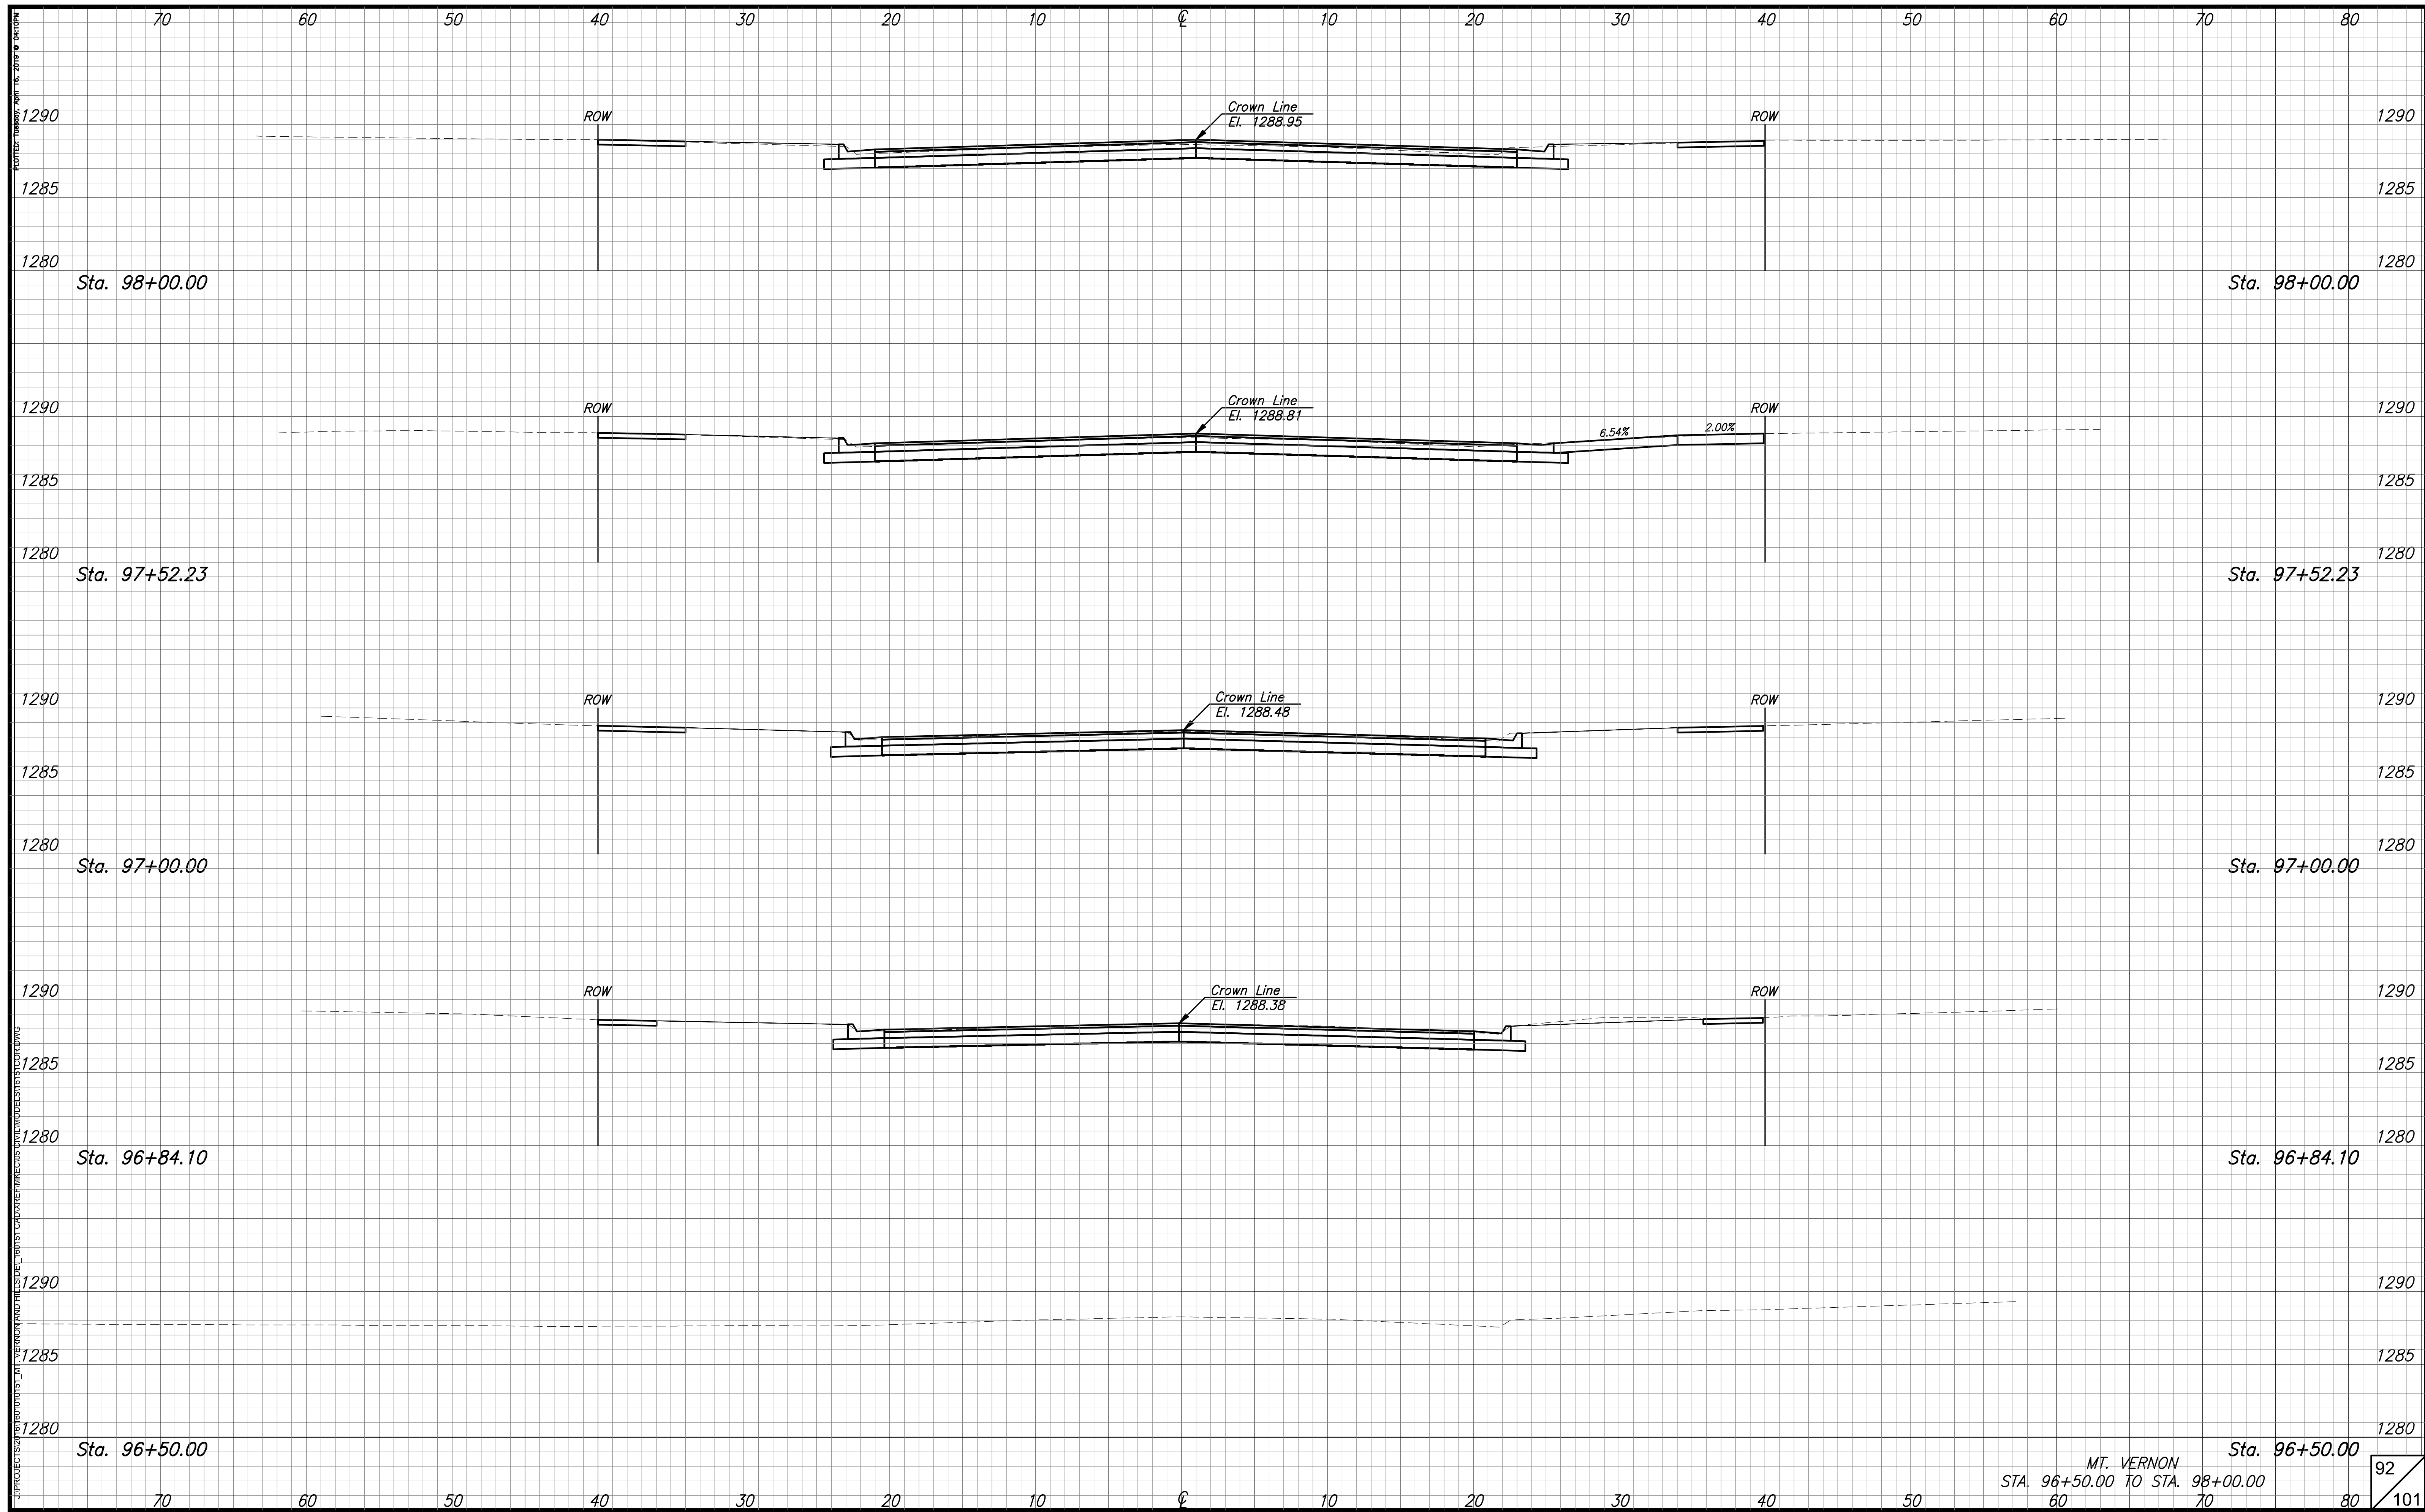 PLOTTED: Tuesday, April 16, 2019 @ 04:10PM
70 60 50 40 30 20 10 ℄ 10 20 30 40 50 60 70 80
Crown Line
El. 1288.95
1290 ROW ROW 1290
1285 1285
1280 1280
Sta. 98+00.00 Sta. 98+00.00
Crown Line
El. 1288.81
1290 ROW ROW 1290
6.54% 2.00%
1285 1285
1280 1280
Sta. 97+52.23 Sta. 97+52.23
Crown Line
El. 1288.48
1290 ROW ROW 1290
1285 1285
1280 1280
Sta. 97+00.00 Sta. 97+00.00
Crown Line
El. 1288.38
1290 ROW ROW 1290
1285 1285
1280 1280
Sta. 96+84.10 Sta. 96+84.10
1290 1290
1285 1285
1280 1280
Sta. 96+50.00 Sta. 96+50.00
MT. VERNON
STA. 96+50.00 TO STA. 98+00.00
92
101
70 60 50 40 30 20 10 ℄ 10 20 30 40 50 60 70 80